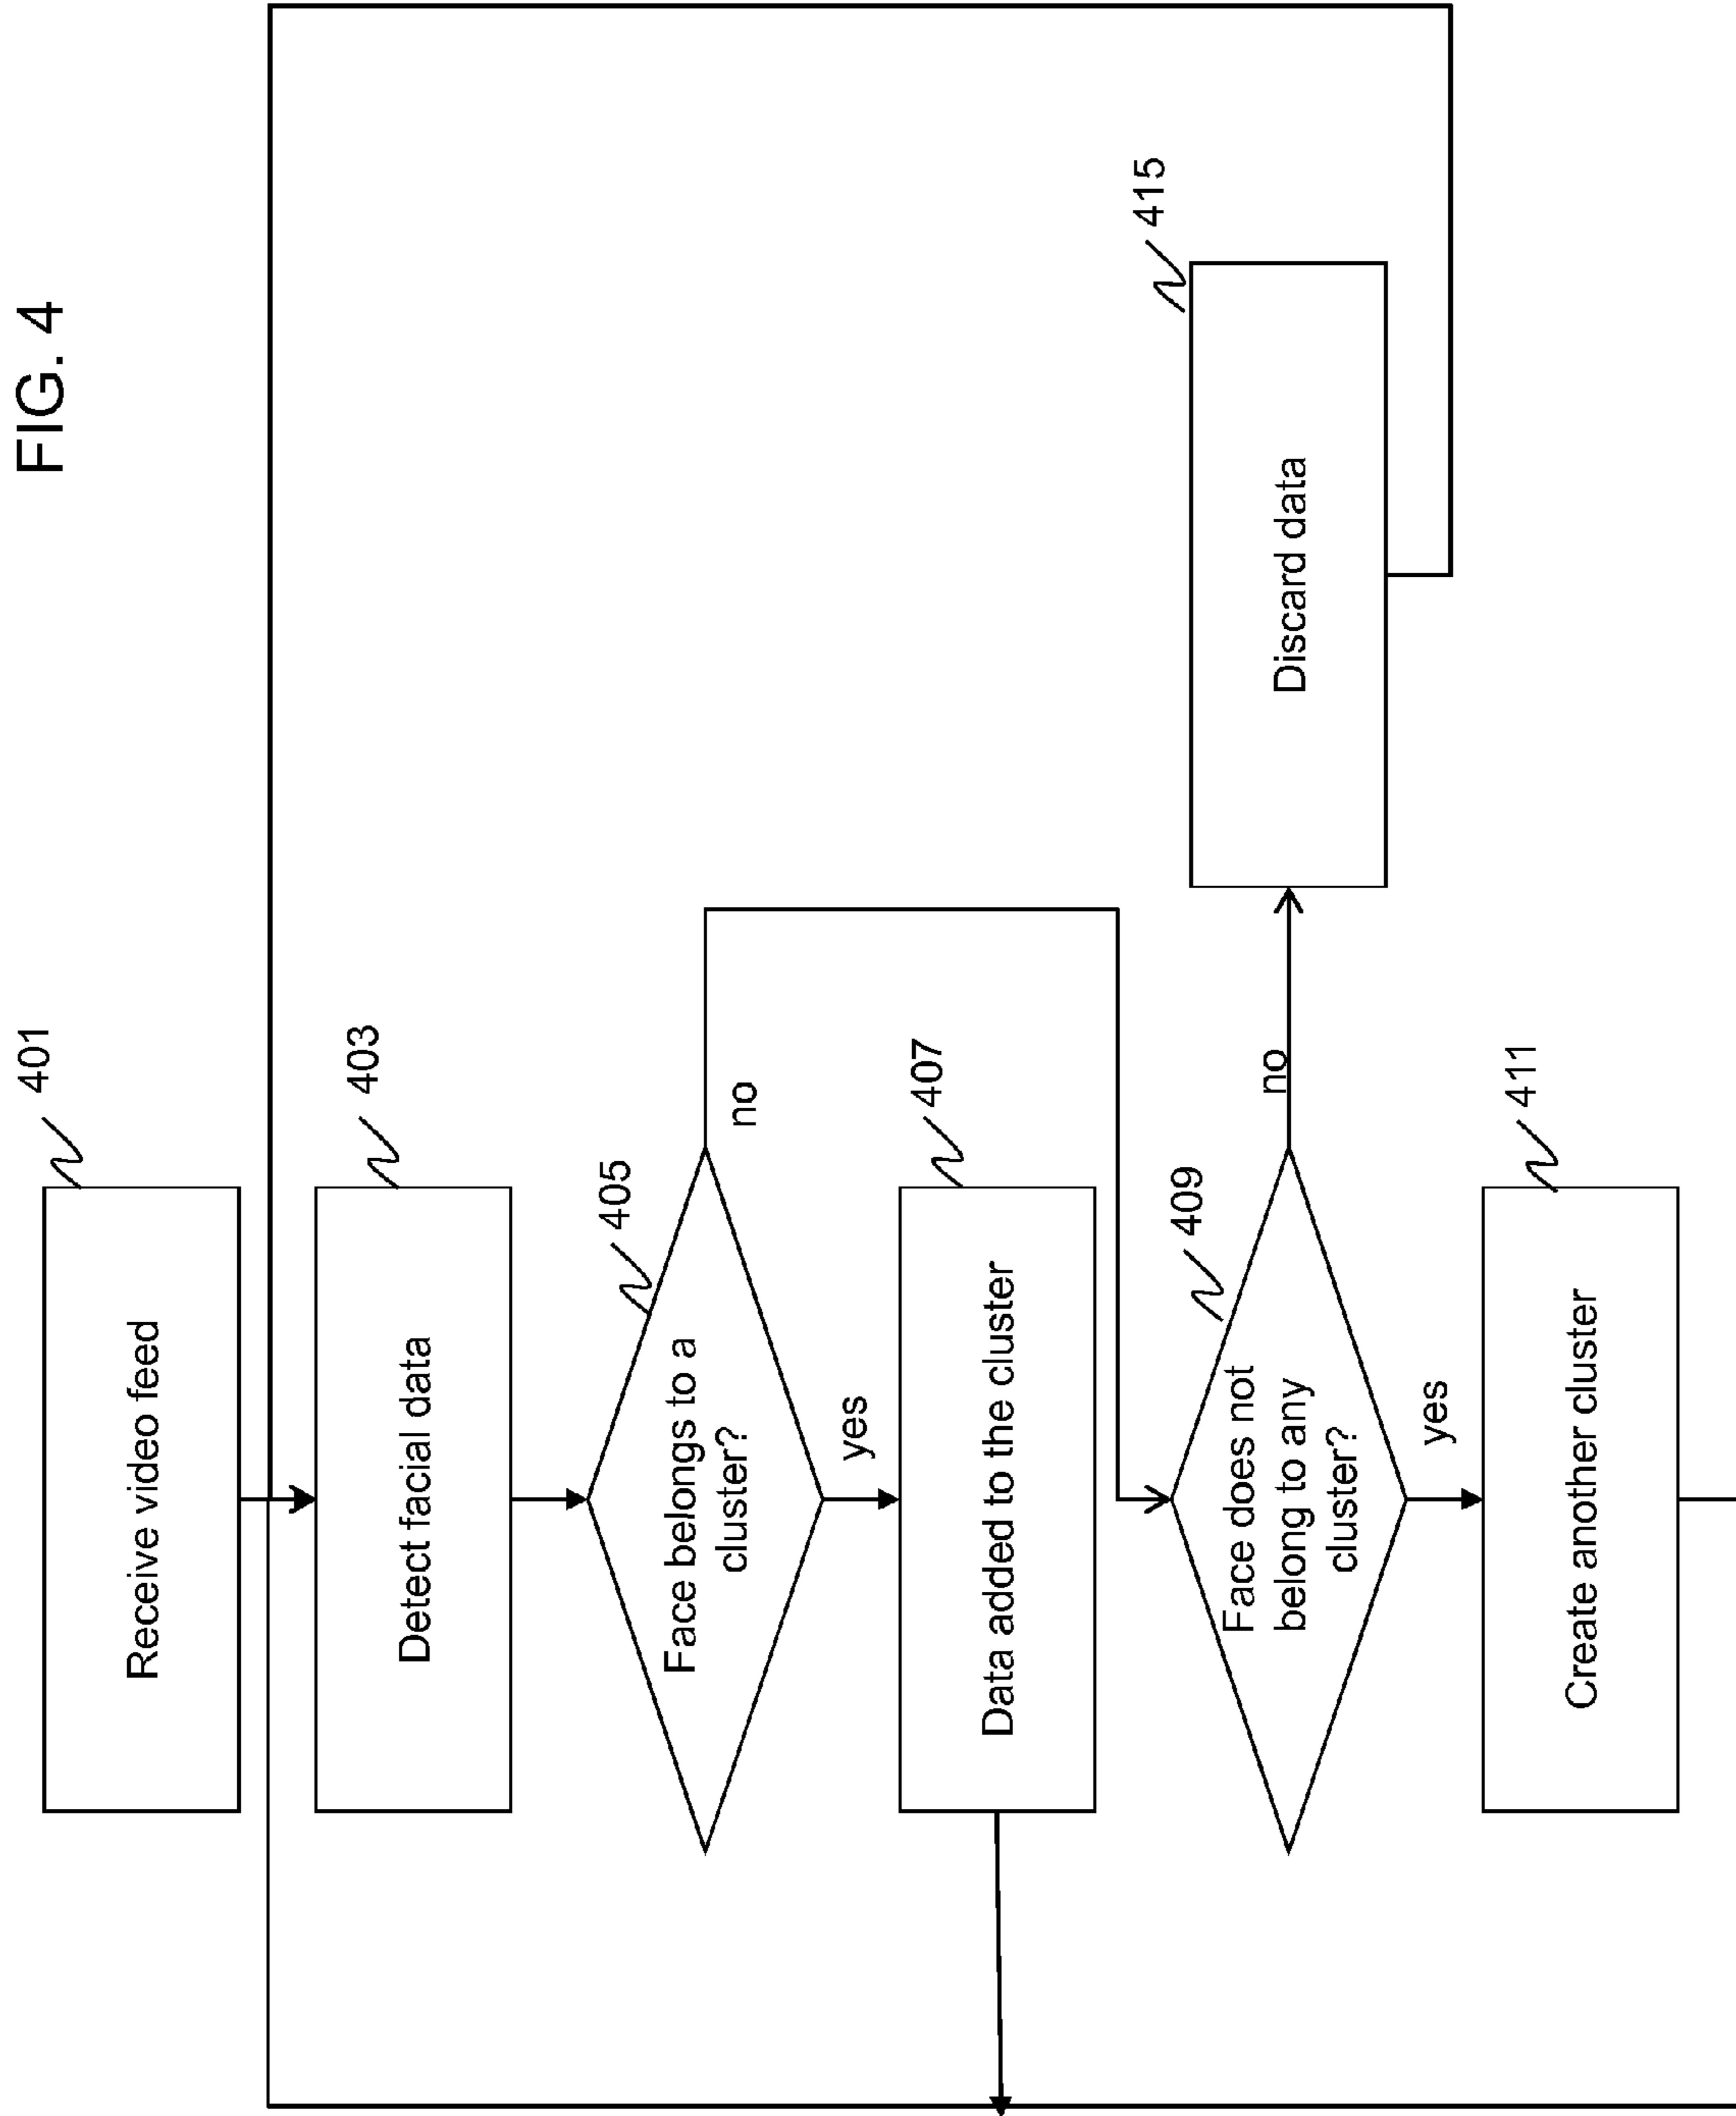 FIG. 4
401
Receive video feed
403
Detect facial data
405
Face belongs to a
cluster?
no
yes
407
Data added to the cluster
409
Face does not
belong to any
cluster?
no
415
Discard data
yes
411
Create another cluster